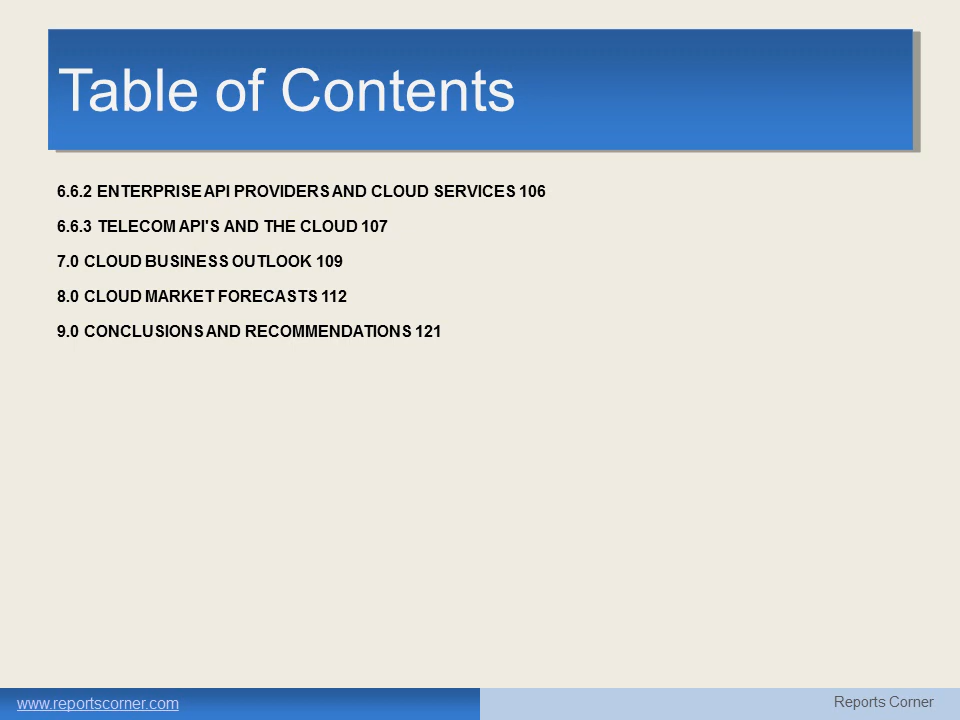 Table of Contents
6.6.2 ENTERPRISE API PROVIDERS AND CLOUD SERVICES 106
6.6.3 TELECOM API'S AND THE CLOUD 107
7.0 CLOUD BUSINESS OUTLOOK 109
8.0 CLOUD MARKET FORECASTS 112
9.0 CONCLUSIONS AND RECOMMENDATIONS 121
www.reportscorner.com
Reports Corner